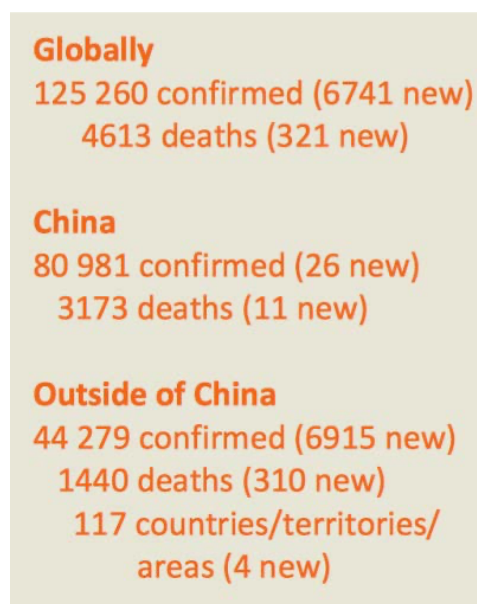 Globally
125 260 confirmed (6741 new)
4613 deaths (321 new)
China
80 981 confirmed (26 new)
3173 deaths (11 new)
Outside of China
44 279 confirmed (6915 new)
1440 deaths (310 new)
117 countries/territories/
areas (4 new)